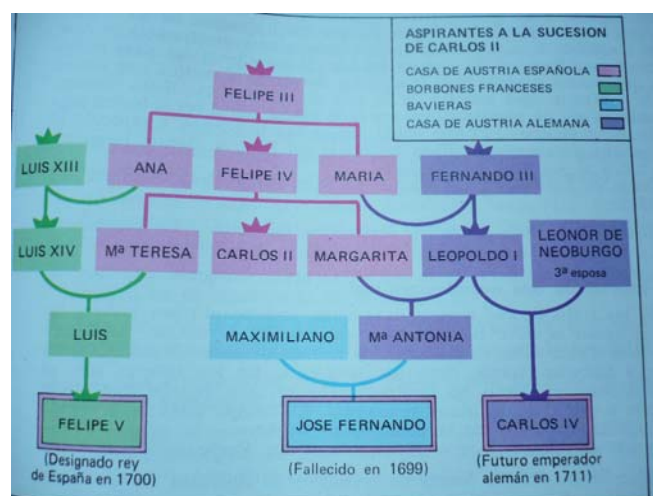 ASPIRANTES A LA SUCESION
DE CARLOS II
CASA DE AUSTRIA ESPAÑOLA
BORBONES FRANCESES
BAVIERAS
CASA DE AUSTRIA ALEMANA
FELIPE III
LUIS XIII
ANA
FELIPE IV
MARIA
FERNANDO III
LUIS XIV
Mª TERESA
CARLOS II
MARGARITA
LEOPOLDO I
LEONOR DE
NEOBURGO
3ª esposa
LUIS
MAXIMILIANO
Mª ANTONIA
FELIPE V
JOSE FERNANDO
CARLOS IV
(Designado rey
de España en 1700)
(Fallecido en 1699)
(Futuro emperador
alemán en 1711)